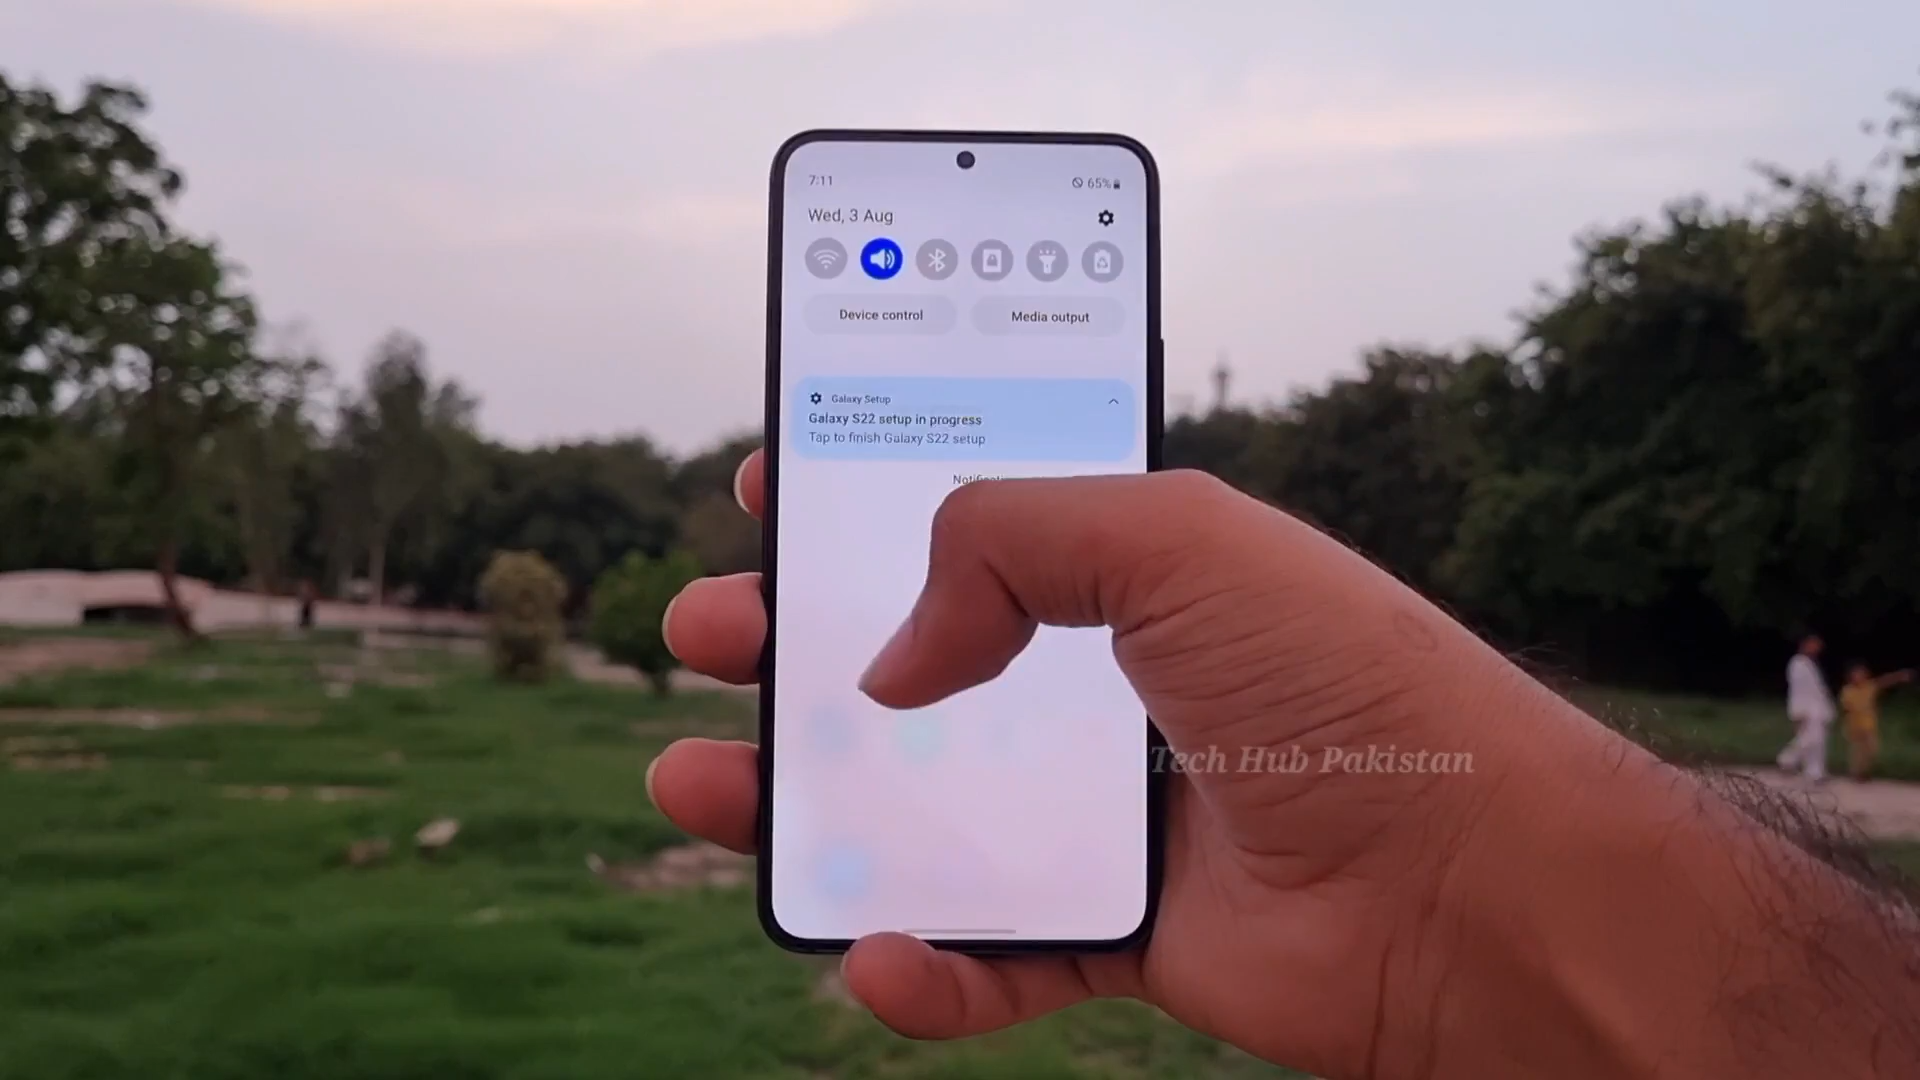 7:11
65%
Wed, 3 Aug
Device control
Media output
Galaxy Setup
Galaxy S22 setup in progress
Tap to finish Galaxy S22 setup
Tech Hub Pakistan